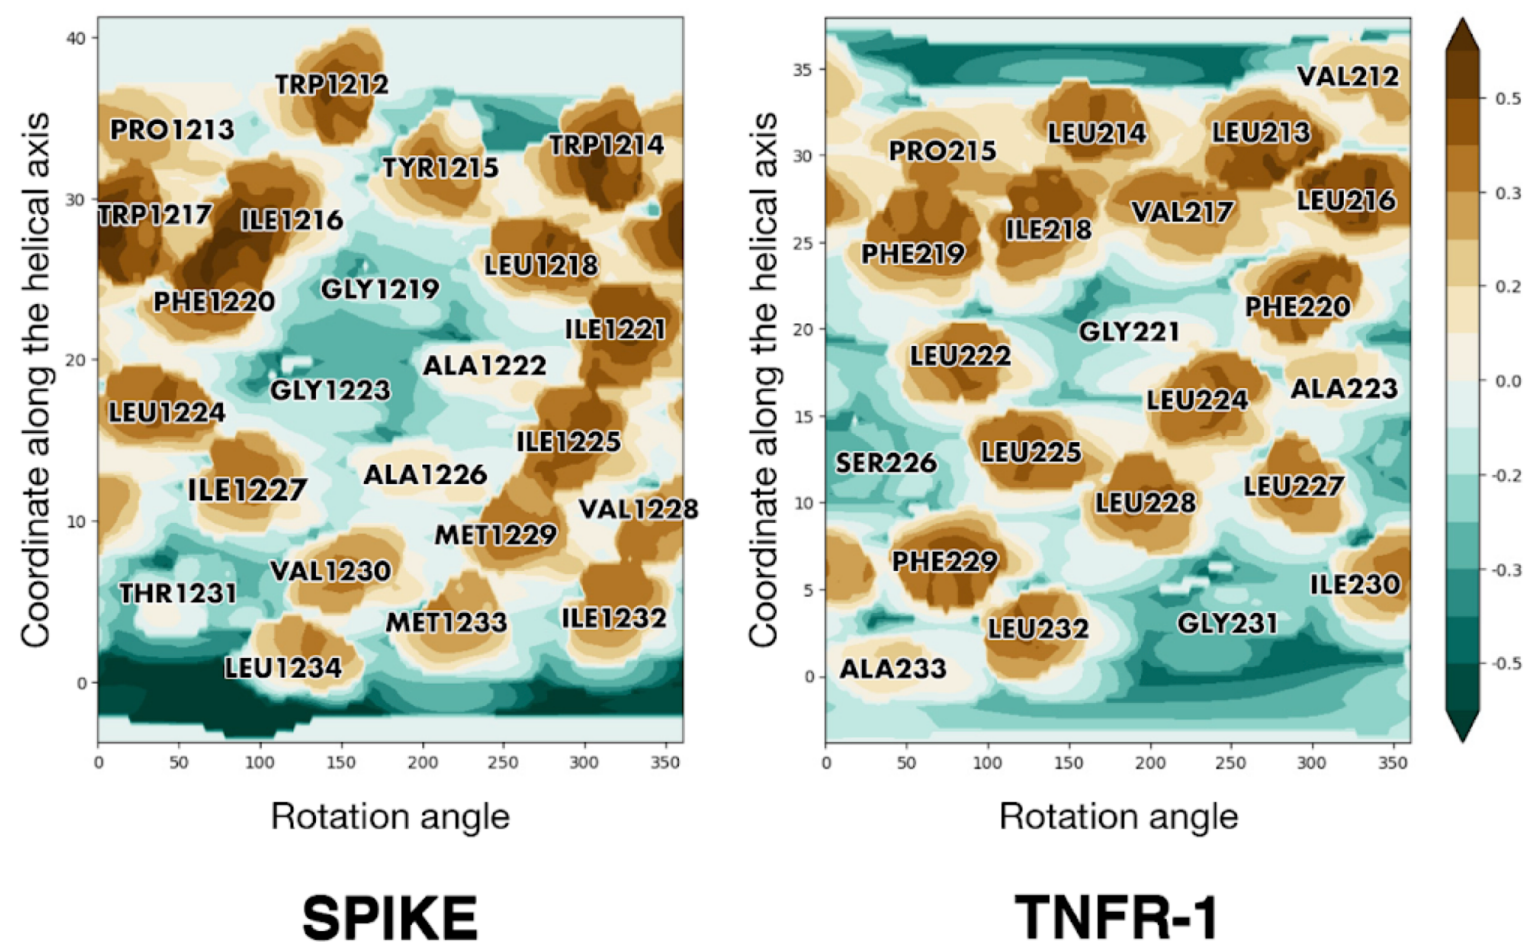 Coordinate along the helical axis
40
30
20
10
0
TRP1212
PRO1213
TRP1214
TYR1215
TRP1217
ILE1216
LEU1218
GLY1219
PHE1220
ILE1221
ALA1222
GLY1223
LEU1224
ILE1225
ALA1226
ILE1227
VAL1228
MET1229
VAL1230
THR1231
ILE1232
MET1233
LEU1234
0 50 100 150 200 250 300 350
Rotation angle
SPIKE
Coordinate along the helical axis
35
30
25
20
15
10
5
0
VAL212
LEU214
LEU213
PRO215
LEU216
VAL217
ILE218
PHE219
PHE220
GLY221
LEU222
ALA223
LEU224
LEU225
SER226
LEU227
LEU228
PHE229
ILE230
GLY231
LEU232
ALA233
0 50 100 150 200 250 300 350
Rotation angle
TNFR-1
0.5
0.3
0.2
0.0
-0.2
-0.3
-0.5